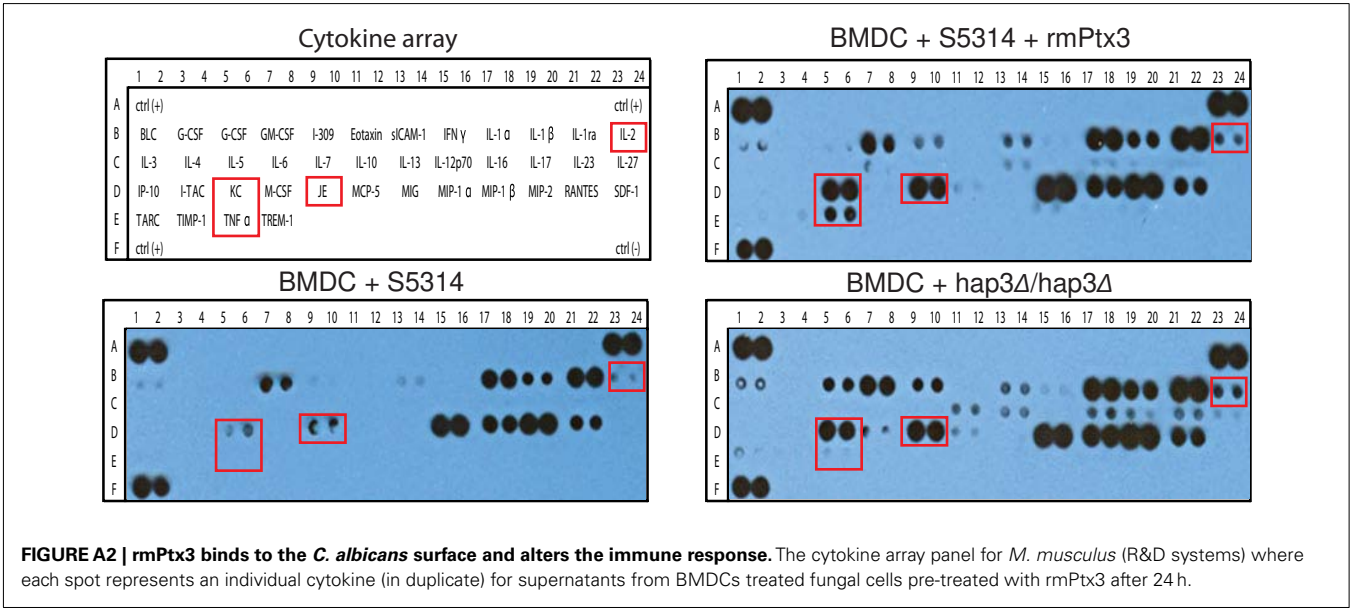 Cytokine array
1 2 3 4 5 6 7 8 9 10 11 12 13 14 15 16 17 18 19 20 21 22 23 24
A ctrl (+) ctrl (+)
B BLC G-CSF G-CSF GM-CSF I-309 Eotaxin sICAM-1 IFN γ IL-1 α IL-1 β IL-1ra IL-2
C IL-3 IL-4 IL-5 IL-6 IL-7 IL-10 IL-13 IL-12p70 IL-16 IL-17 IL-23 IL-27
D IP-10 I-TAC KC M-CSF JE MCP-5 MIG MIP-1 α MIP-1 β MIP-2 RANTES SDF-1
E TARC TIMP-1 TNF α TREM-1
F ctrl (+) ctrl (-)
BMDC + S5314 + rmPtx3
1 2 3 4 5 6 7 8 9 10 11 12 13 14 15 16 17 18 19 20 21 22 23 24
A
B
C
D
E
F
BMDC + S5314
1 2 3 4 5 6 7 8 9 10 11 12 13 14 15 16 17 18 19 20 21 22 23 24
A
B
C
D
E
F
BMDC + hap3Δ/hap3Δ
1 2 3 4 5 6 7 8 9 10 11 12 13 14 15 16 17 18 19 20 21 22 23 24
A
B
C
D
E
F
FIGURE A2 | rmPtx3 binds to the C. albicans surface and alters the immune response. The cytokine array panel for M. musculus (R&D systems) where
each spot represents an individual cytokine (in duplicate) for supernatants from BMDCs treated fungal cells pre-treated with rmPtx3 after 24 h.